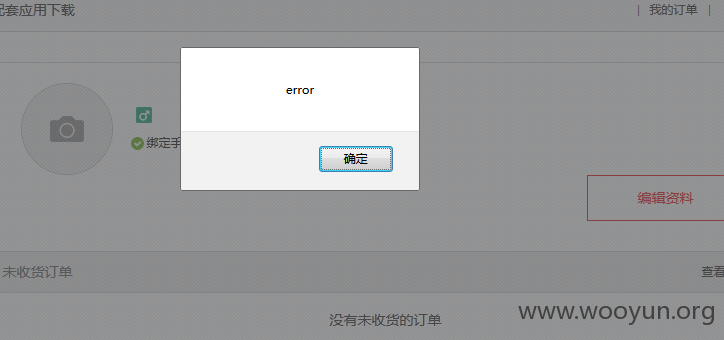 配套应用下载
| 我的订单 |
error
绑定手
确定
编辑资料
未收货订单
查看
没有未收货的订单
www.wooyun.org